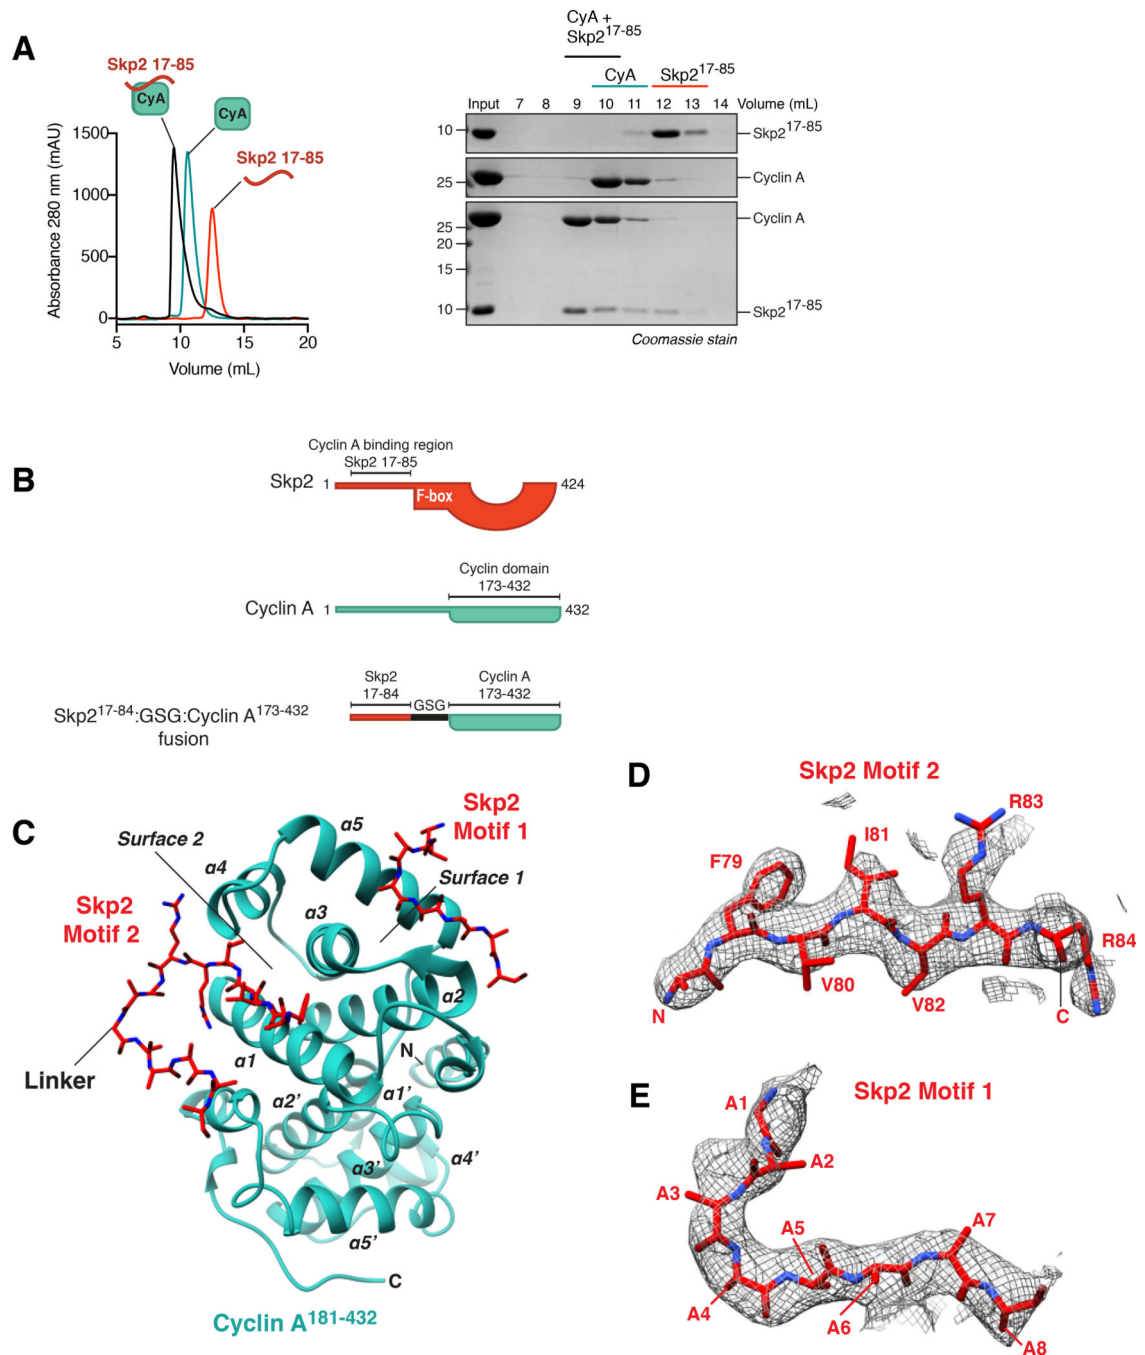 A
Skp2 17-85
CyA
CyA
Skp2 17-85
1500
1000
500
0
Absorbance 280 nm (mAU)
5 10 15 20
Volume (mL)
CyA +
Skp2^17-85
CyA Skp2^17-85
Input 7 8 9 10 11 12 13 14 Volume (mL)
10 Skp2^17-85
25 Cyclin A
Cyclin A
25
20
15
10 Skp2^17-85
Coomassie stain
B
Cyclin A binding region
Skp2 17-85
Skp2 1 424
F-box
Cyclin domain
173-432
Cyclin A 1 432
Skp2 Cyclin A
17-84 GSG 173-432
Skp2^17-84:GSG:Cyclin A^173-432
fusion
C
Skp2
Motif 1
α5
Surface 2
α4
Surface 1
Skp2
Motif 2
α3
α2
α1
N
Linker
α2’
α1’
α3’
α4’
α5’
C
Cyclin A^181-432
D
Skp2 Motif 2
R83
I81
F79
R84
V80
V82
N
C
E
Skp2 Motif 1
A1
A2
A3
A5
A7
A4
A6
A8